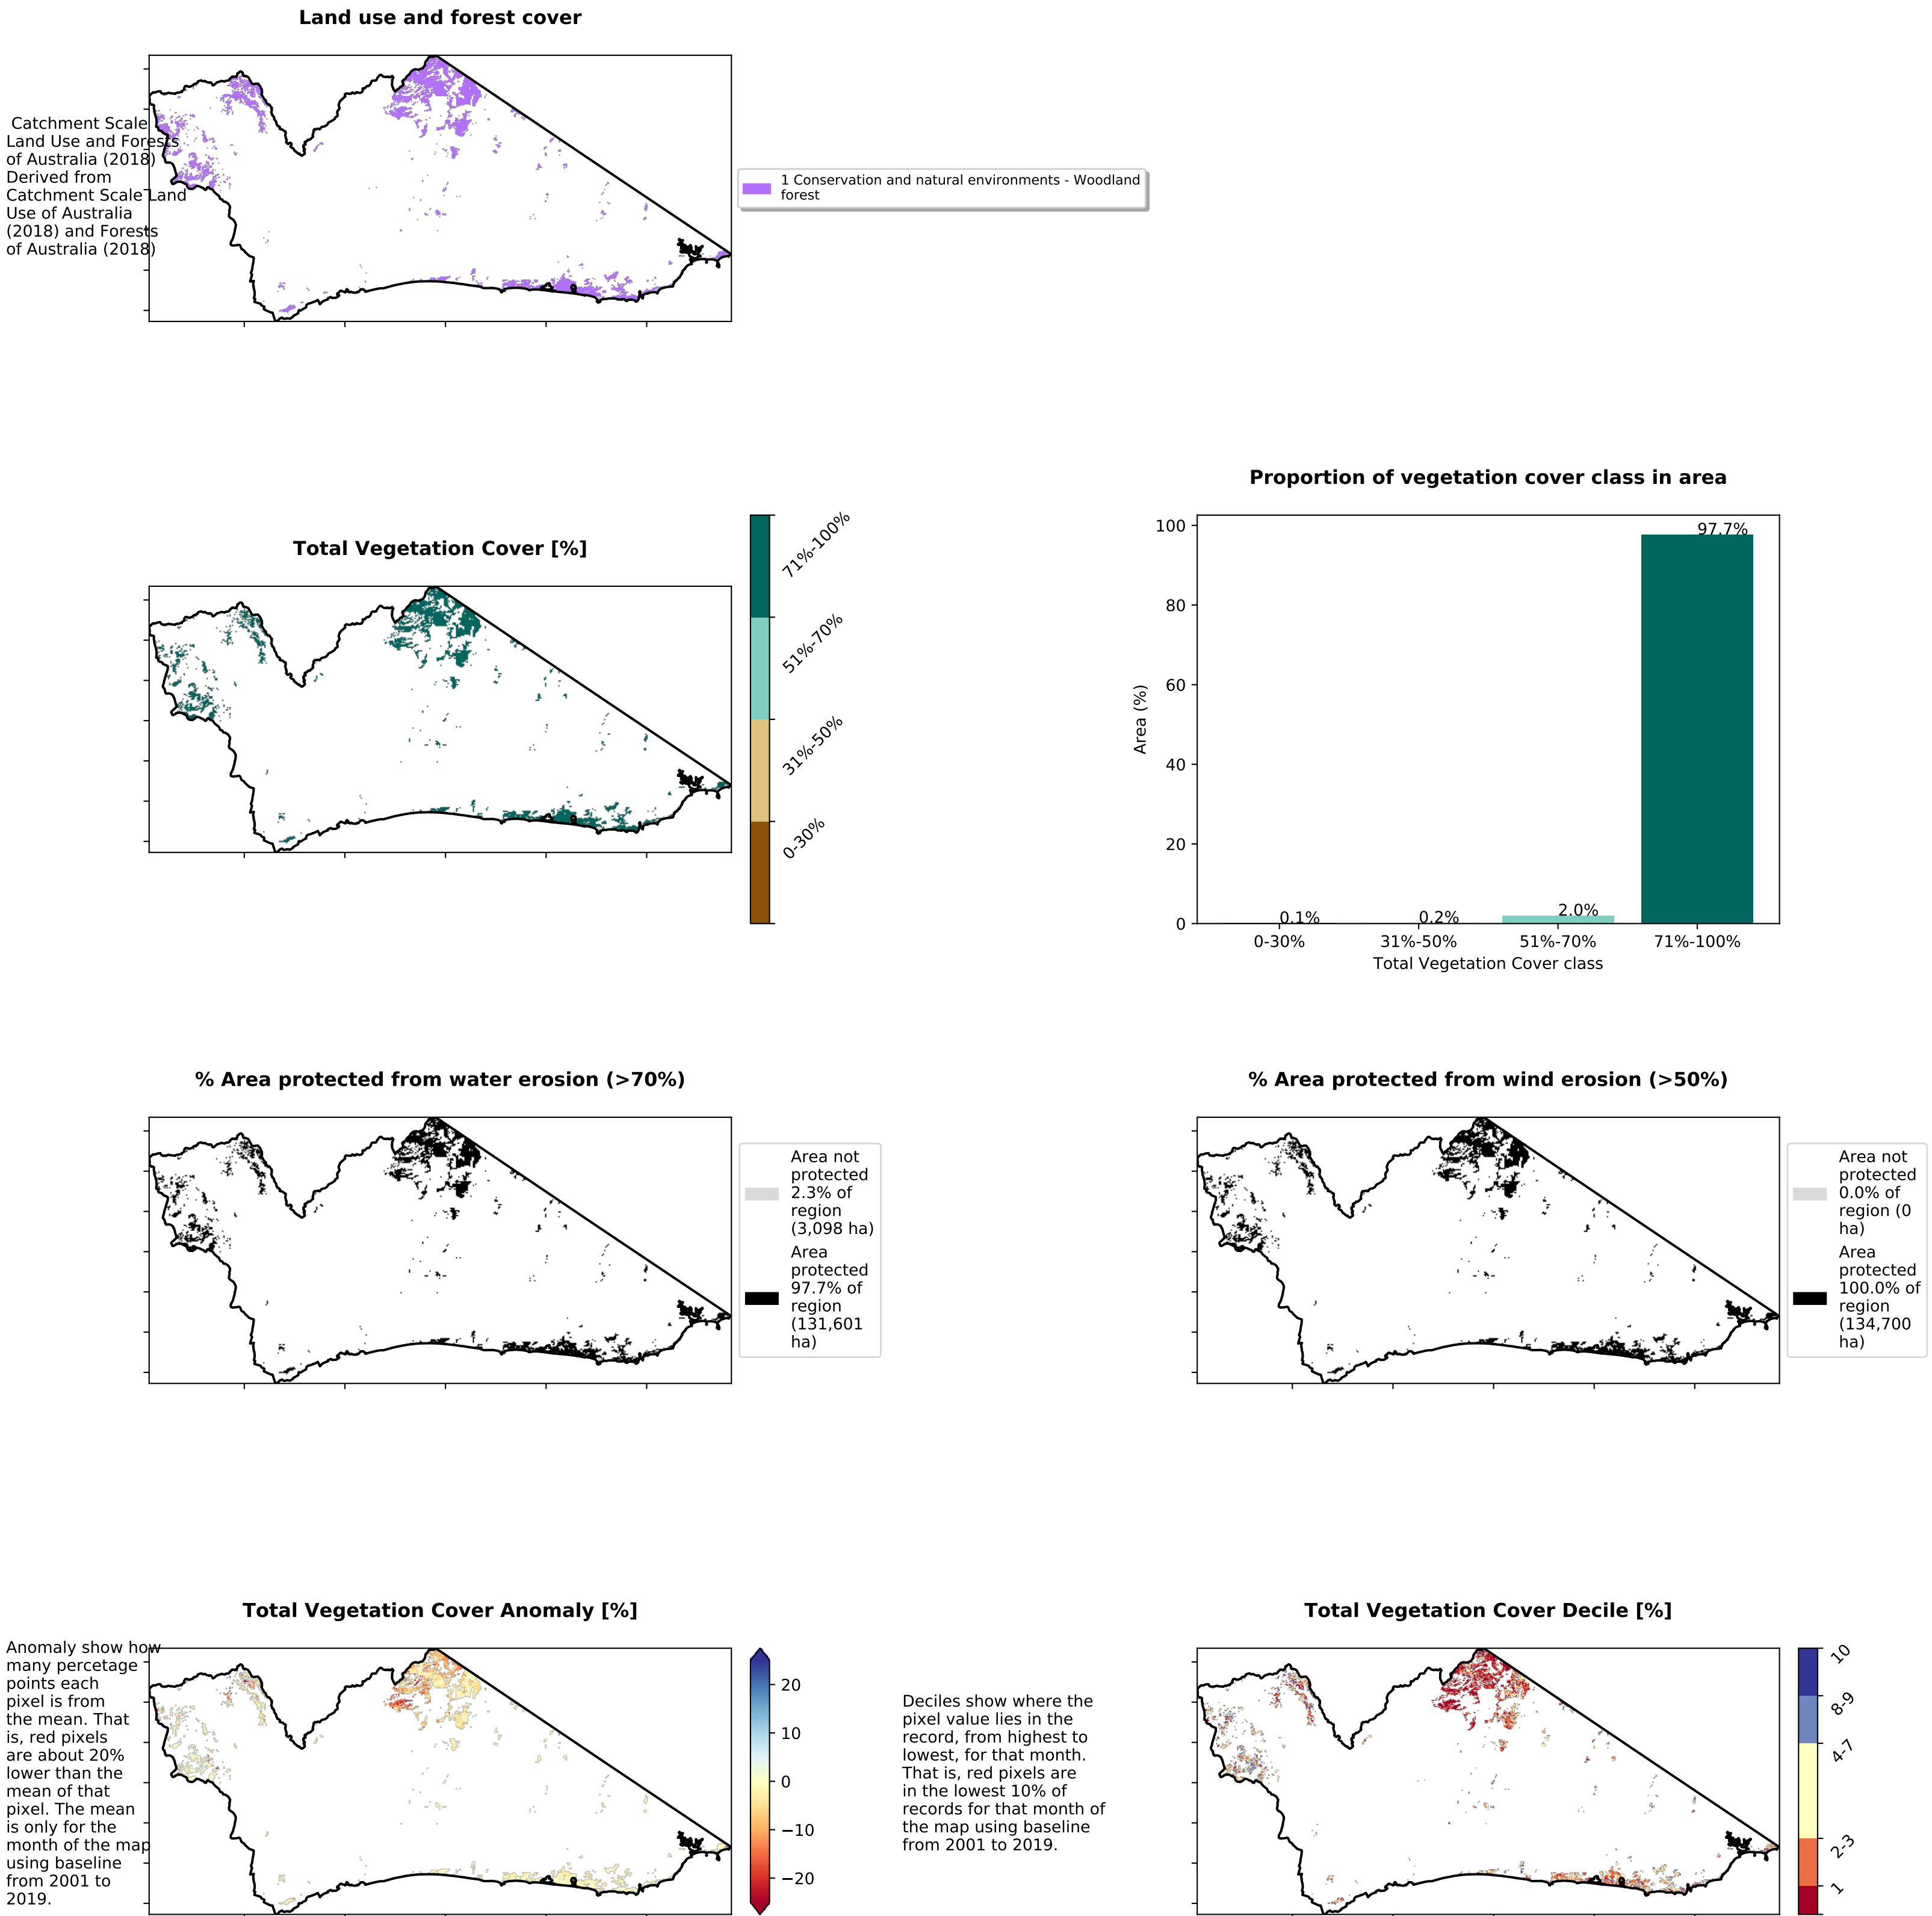 Land use and forest cover
Catchment Scale
Land Use and Forests
of Australia (2018)
Derived from
Catchment Scale Land
Use of Australia
(2018) and Forests
of Australia (2018)
1 Conservation and natural environments - Woodland
forest
Total Vegetation Cover [%]
71%-100%
51%-70%
31%-50%
0-30%
Proportion of vegetation cover class in area
Area (%)
100
80
60
40
20
0
0.1%
0.2%
2.0%
97.7%
0-30%
31%-50%
51%-70%
71%-100%
Total Vegetation Cover class
% Area protected from water erosion (>70%)
Area not
protected
2.3% of
region
(3,098 ha)
Area
protected
97.7% of
region
(131,601
ha)
% Area protected from wind erosion (>50%)
Area not
protected
0.0% of
region (0
ha)
Area
protected
100.0% of
region
(134,700
ha)
Total Vegetation Cover Anomaly [%]
Anomaly show how
many percetage
points each
pixel is from
the mean. That
is, red pixels
are about 20%
lower than the
mean of that
pixel. The mean
is only for the
month of the map
using baseline
from 2001 to
2019.
20
10
0
−10
−20
Total Vegetation Cover Decile [%]
Deciles show where the
pixel value lies in the
record, from highest to
lowest, for that month.
That is, red pixels are
in the lowest 10% of
records for that month of
the map using baseline
from 2001 to 2019.
10
8-9
4-7
2-3
1